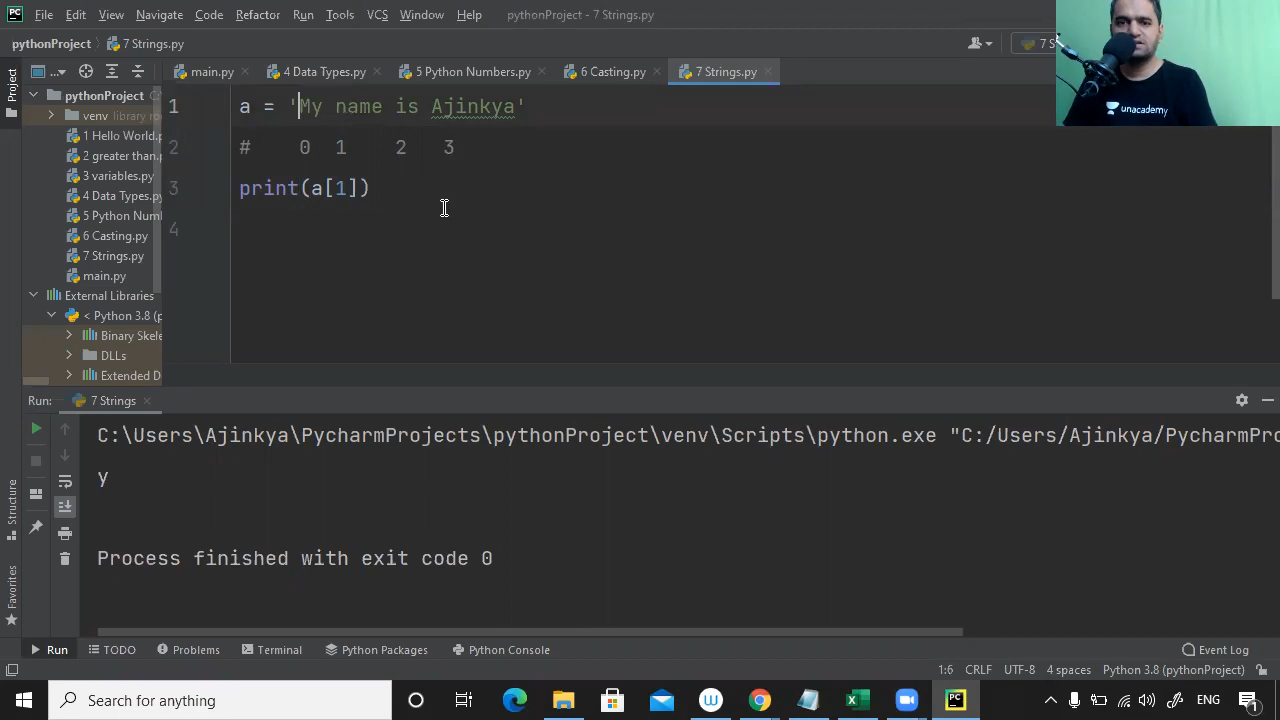 File Edit View Navigate Code Refactor Run Tools VCS Window Help pythonProject - 7 Strings.py
pythonProject 7 Strings.py
main.py 4 Data Types.py 5 Python Numbers.py 6 Casting.py 7 Strings.py
Project
pythonProject
venv library
1 Hello World.
2 greater than.
3 variables.py
4 Data Types.p
5 Python Num
6 Casting.py
7 Strings.py
main.py
External Libraries
< Python 3.8 (
Binary Skele
DLLs
Extended D
1 a = 'My name is Ajinkya'
2 # 0 1 2 3
3 print(a[1])
4
unacademy
Run: 7 Strings
C:\Users\Ajinkya\PycharmProjects\pythonProject\venv\Scripts\python.exe "C:/Users/Ajinkya/PycharmPro
y
Process finished with exit code 0
Structure
Favorites
Run TODO Problems Terminal Python Packages Python Console Event Log
1:6 CRLF UTF-8 4 spaces Python 3.8 (pythonProject)
Search for anything
ENG